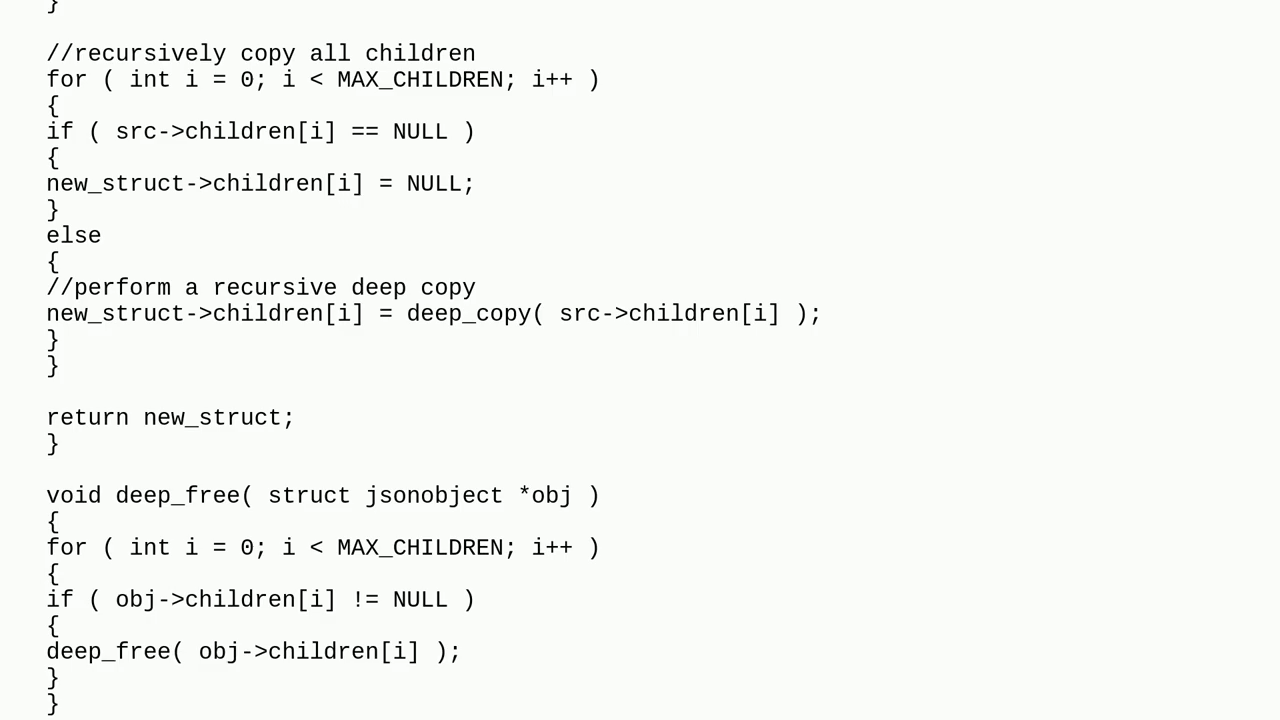 }

//recursively copy all children
for ( int i = 0; i < MAX_CHILDREN; i++ )
{
if ( src->children[i] == NULL )
{
new_struct->children[i] = NULL;
}
else
{
//perform a recursive deep copy
new_struct->children[i] = deep_copy( src->children[i] );
}
}

return new_struct;
}

void deep_free( struct jsonobject *obj )
{
for ( int i = 0; i < MAX_CHILDREN; i++ )
{
if ( obj->children[i] != NULL )
{
deep_free( obj->children[i] );
}
}